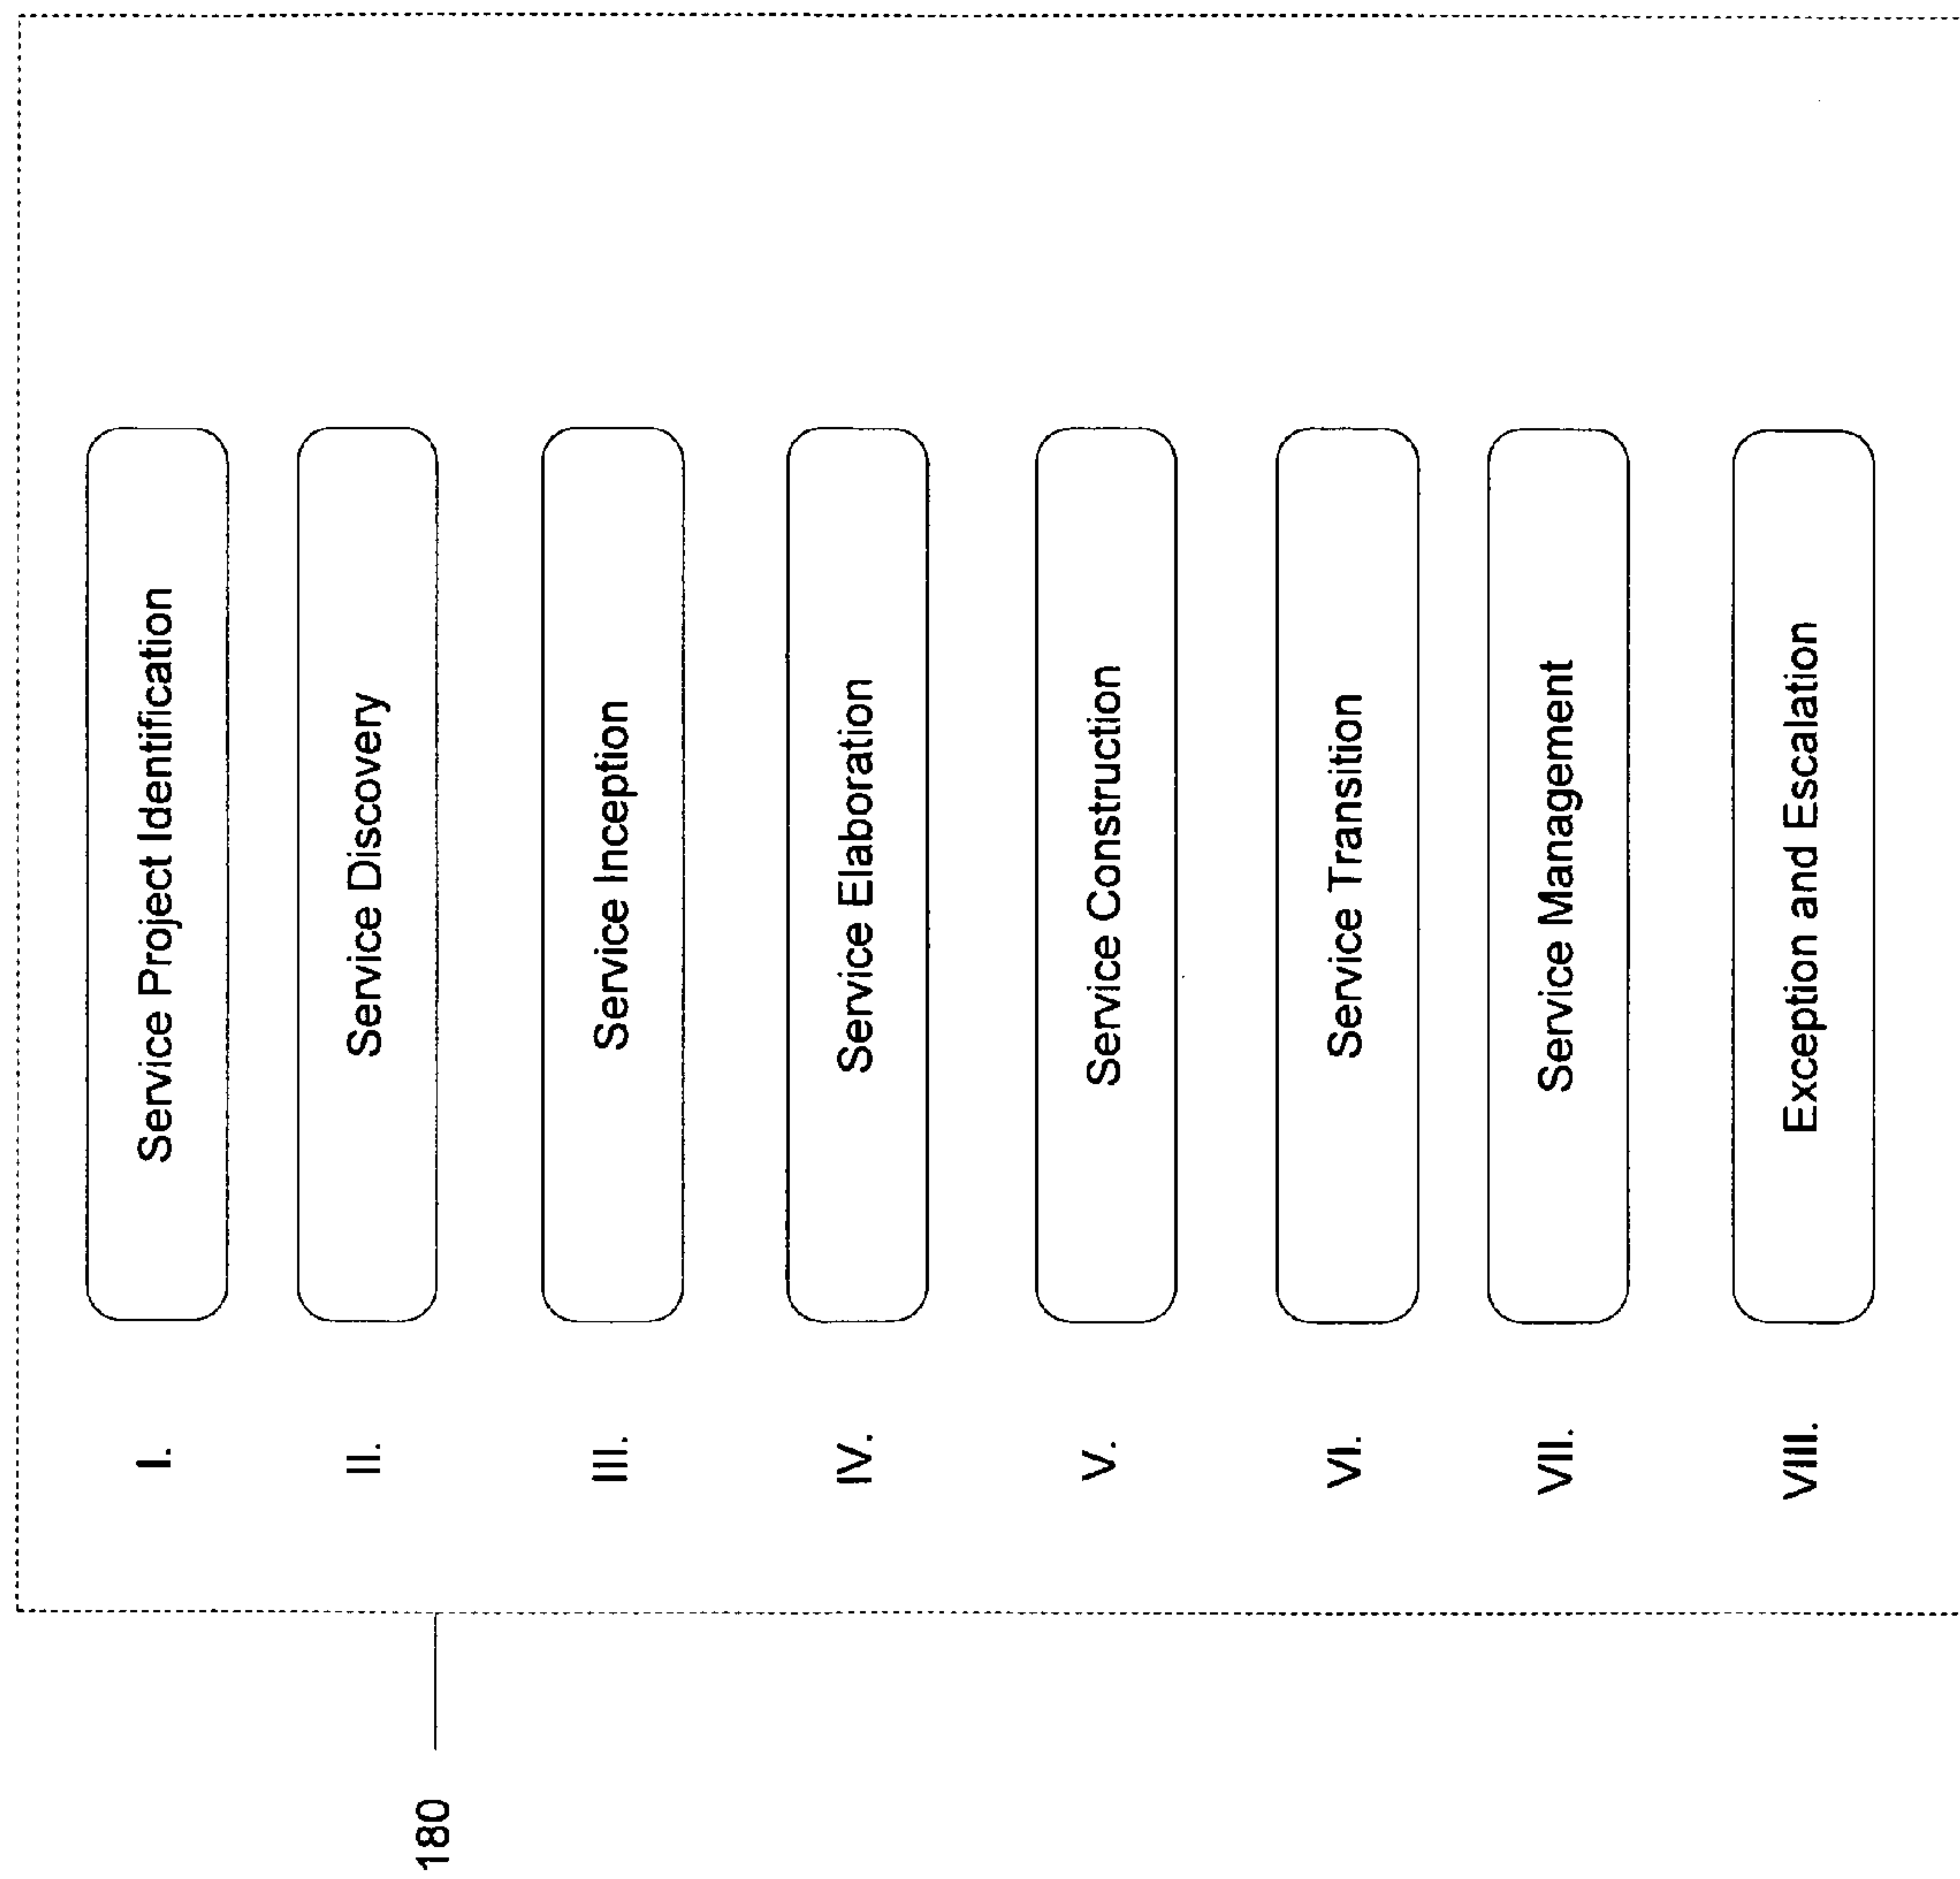 180
I. Service Project Identification
II. Service Discovery
III. Service Inception
IV. Service Elaboration
V. Service Construction
VI. Service Transition
VII. Service Management
VIII. Exception and Escalation